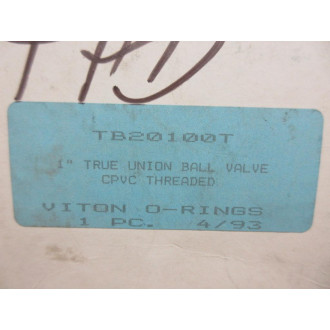 TB20100T
1" TRUE UNION BALL VALVE
CPVC THREADED
VITON O-RINGS
1 PC. 4/93